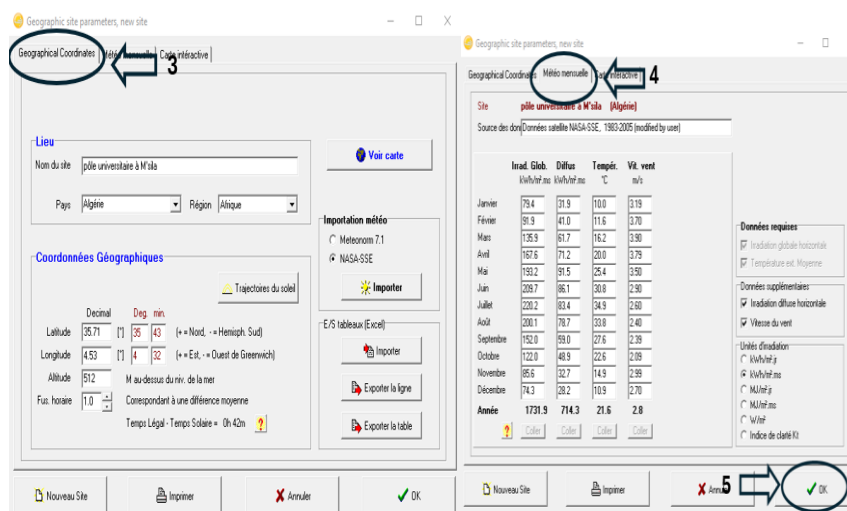 Geographic site parameters, new site
Geographical Coordinates Météo mensuelle Carte intéractive
3
Lieu
Nom du site pôle universitaire à M'sila
Pays Algérie Région Afrique
Voir carte
Coordonnées Géographiques
Trajectoires du soleil
Decimal Deg. min.
Latitude 35.71 [°] 35 43 (+ = Nord, - = Hemisph. Sud)
Longitude 4.53 [°] 4 32 (+ = Est, - = Ouest de Greenwich)
Altitude 512 M au-dessus du niv. de la mer
Fus. horaire 1.0 Correspondant à une différence moyenne
Temps Légal - Temps Solaire = 0h 42m ?
Importation météo
Meteonorm 7.1
NASA-SSE
Importer
E/S tableaux (Excel)
Importer
Exporter la ligne
Exporter la table
Nouveau Site Imprimer Annuler OK
Geographic site parameters, new site
Geographical Coordinates Météo mensuelle Carte intéractive
4
Site pôle universitaire à M'sila (Algérie)
Source des don Données satellite NASA-SSE, 1983-2005 (modified by user)
Irrad. Glob. Diffus Tempér. Vit. vent
kWh/m².ms kWh/m².ms °C m/s
Janvier 79.4 31.9 10.0 3.19
Février 91.9 41.0 11.6 3.70
Mars 135.9 61.7 16.2 3.90
Avril 167.6 71.2 20.0 3.79
Mai 193.2 91.5 25.4 3.50
Juin 209.7 86.1 30.8 2.90
Juillet 220.2 83.4 34.9 2.60
Août 200.1 78.7 33.8 2.40
Septembre 152.0 59.0 27.6 2.39
Octobre 122.0 48.9 22.6 2.09
Novembre 85.6 32.7 14.9 2.99
Décembre 74.3 28.2 10.9 2.70
Année 1731.9 714.3 21.6 2.8
? Coller Coller Coller Coller
Données requises
Irradiation globale horizontale
Température ext. Moyenne
Données supplémentaires
Irradiation diffuse horizontale
Vitesse du vent
Unités d'irradiation
kWh/m².jr
kWh/m².ms
MJ/m².jr
MJ/m².ms
W/m²
Indice de clarté Kt
Nouveau Site Imprimer Annu 5 OK